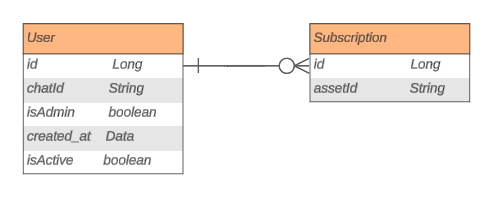 User
id Long
chatId String
isAdmin boolean
created_at Data
isActive boolean
Subscription
id Long
assetId String